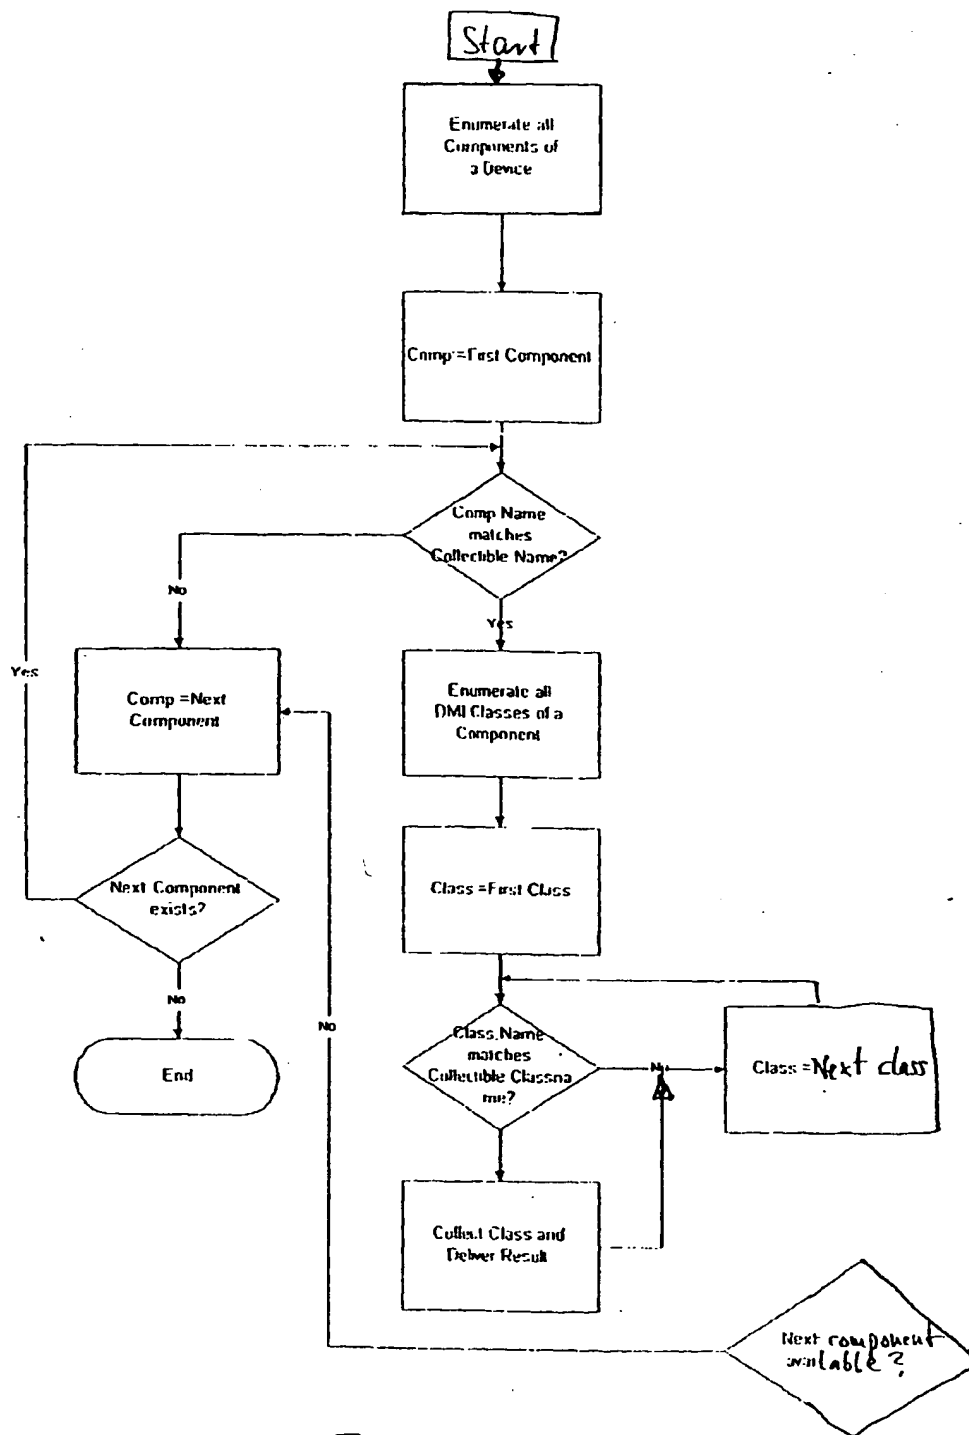 Start
Enumerate all
Components of
a Device
Comp =First Component
Comp Name
matches
Collectible Name?
No
Yes
Yes
Comp =Next
Component
Enumerate all
DMI Classes of a
Component
Class =First Class
Next Component
exists?
No
No
End
Class Name
matches
Collectible Classna
me?
Class =Next class
Collect Class and
Deliver Result
Next component
available?